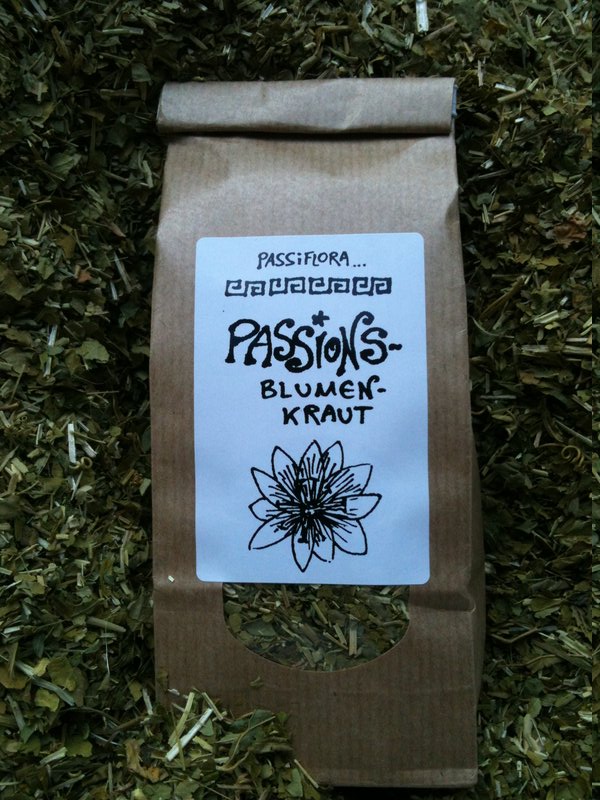 PASSiFLORA...
PASSiONS-
BLUMEN-
KRAUT